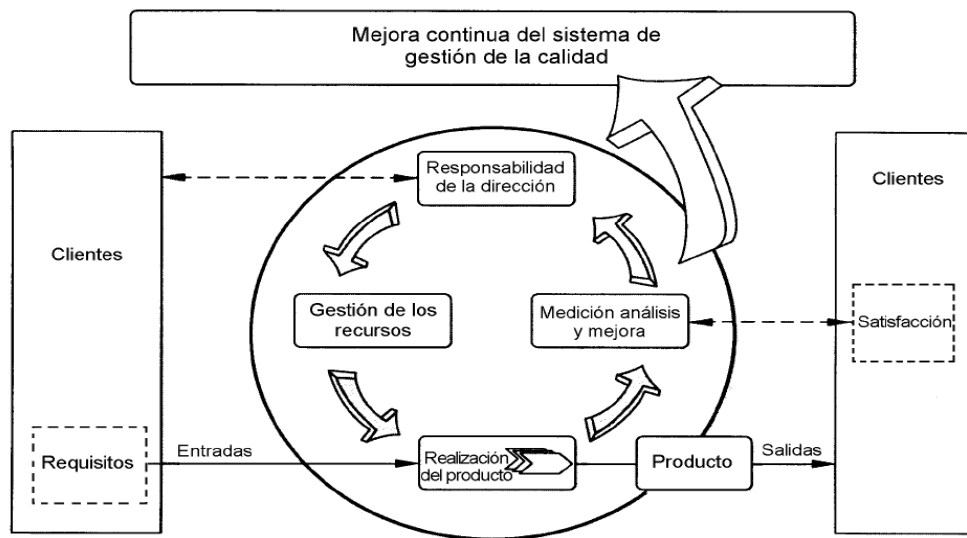 Mejora continua del sistema de
gestión de la calidad
Responsabilidad
de la dirección
Clientes
Clientes
Gestión de los
recursos
Medición análisis
y mejora
Satisfacción
Requisitos
Entradas
Realización
del producto
Producto
Salidas